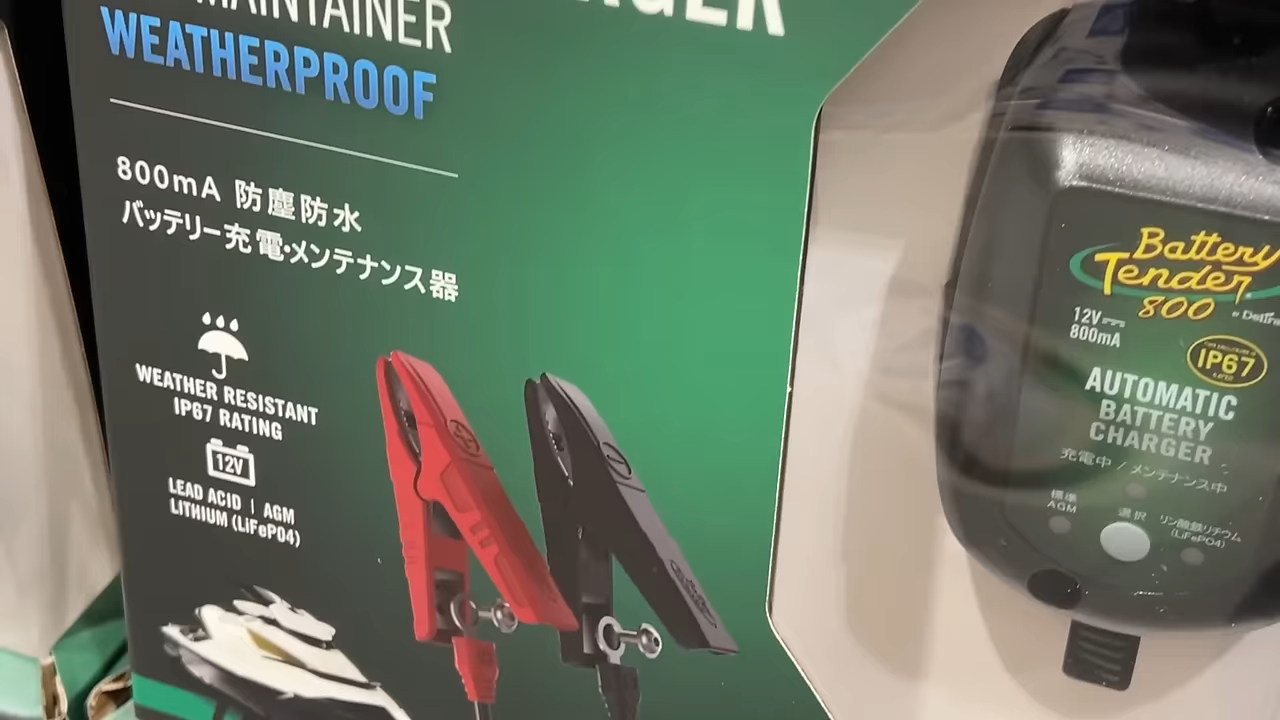 MAINTAINER
WEATHERPROOF
800mA 防塵防水
バッテリー充電・メンテナンス器
WEATHER RESISTANT
IP67 RATING
12V
LEAD ACID | AGM
LITHIUM (LiFePO4)
Battery
Tender
800
12V
800mA
IP67
RATED
AUTOMATIC
BATTERY
CHARGER
充電中 / メンテナンス中
標準
AGM
選択
リン酸鉄リチウム
(LiFePO4)